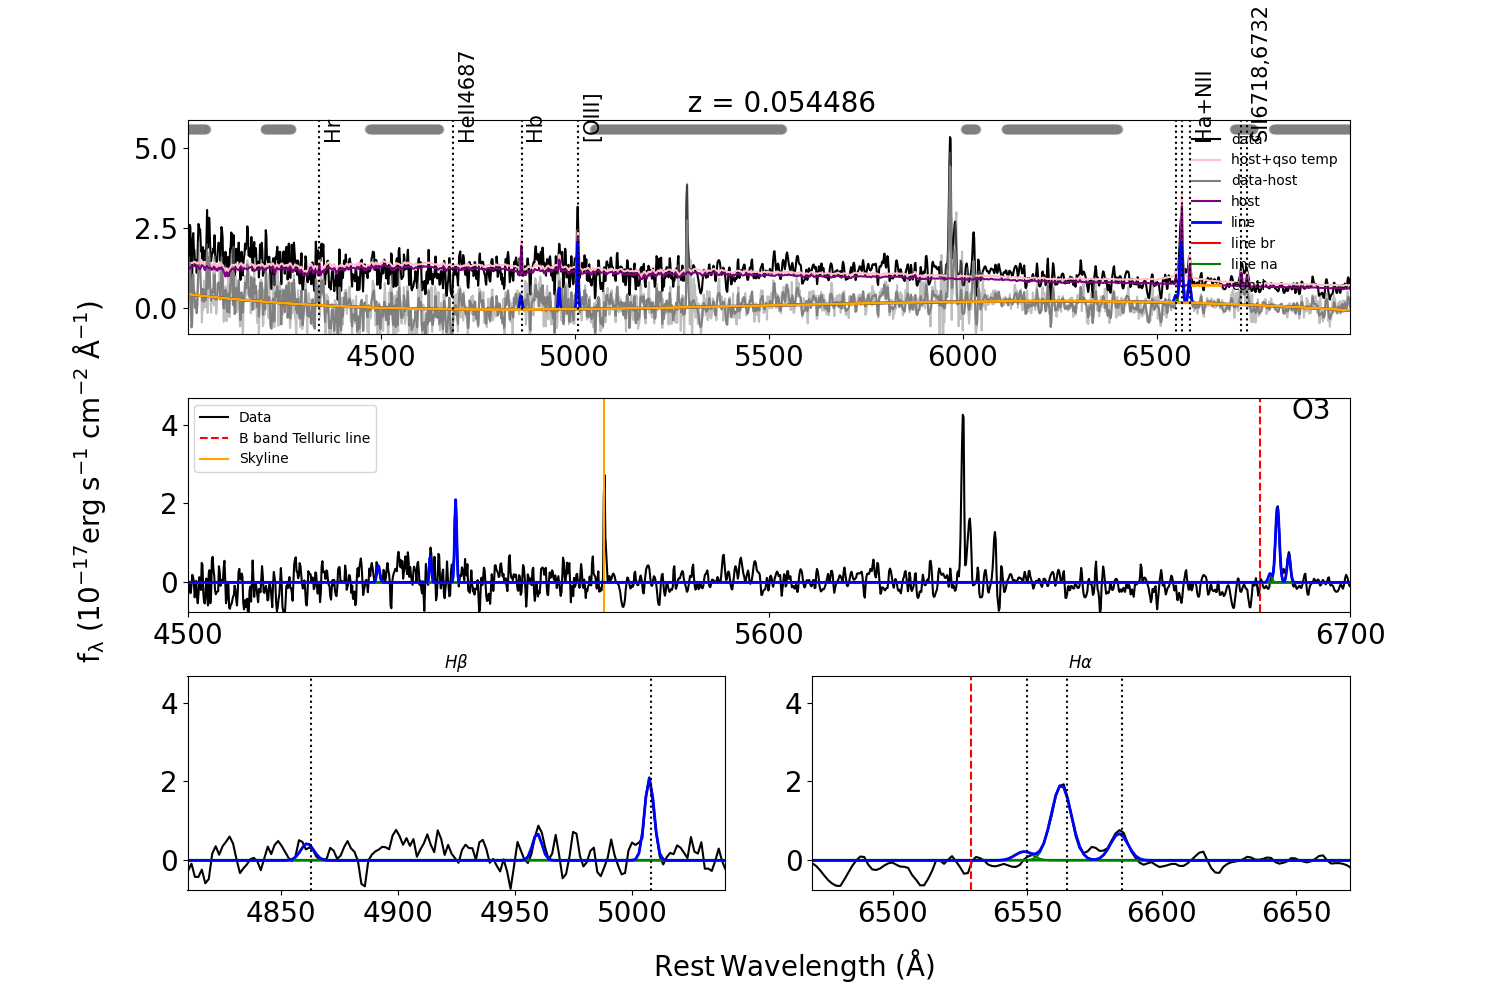 z = 0.054486
Hr
HeII4687
Hb
[OIII]
Ha+NII
SII6718,6732
data
host+qso temp
data-host
host
line
line br
line na
5.0
2.5
0.0
4500
5000
5500
6000
6500
fλ (10⁻¹⁷erg s⁻¹ cm⁻² Å⁻¹)
Data
B band Telluric line
Skyline
O3
4
2
0
4500
5600
6700
Hβ
4
2
0
4850
4900
4950
5000
Hα
4
2
0
6500
6550
6600
6650
Rest Wavelength (Å)